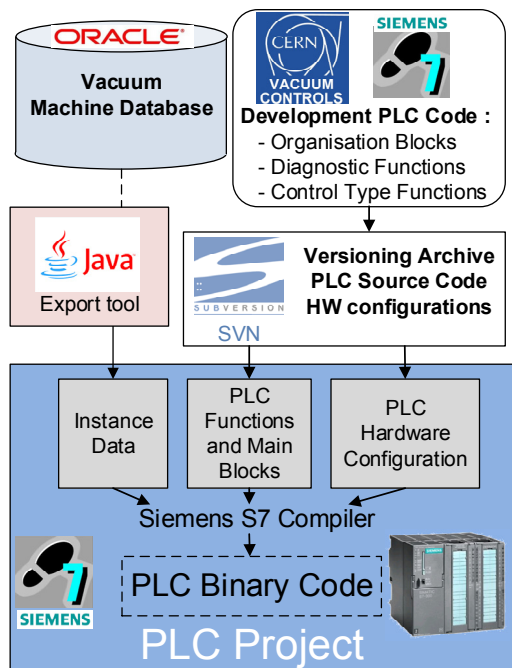 ORACLE®
Vacuum
Machine Database
CERN
VACUUM
CONTROLS
SIEMENS
7
Development PLC Code :
- Organisation Blocks
- Diagnostic Functions
- Control Type Functions
Java
Export tool
SUBVERSION
SVN
Versioning Archive
PLC Source Code
HW configurations
Instance
Data
PLC
Functions
and Main
Blocks
PLC
Hardware
Configuration
Siemens S7 Compiler
PLC Binary Code
7
SIEMENS
SIEMENS
PLC Project